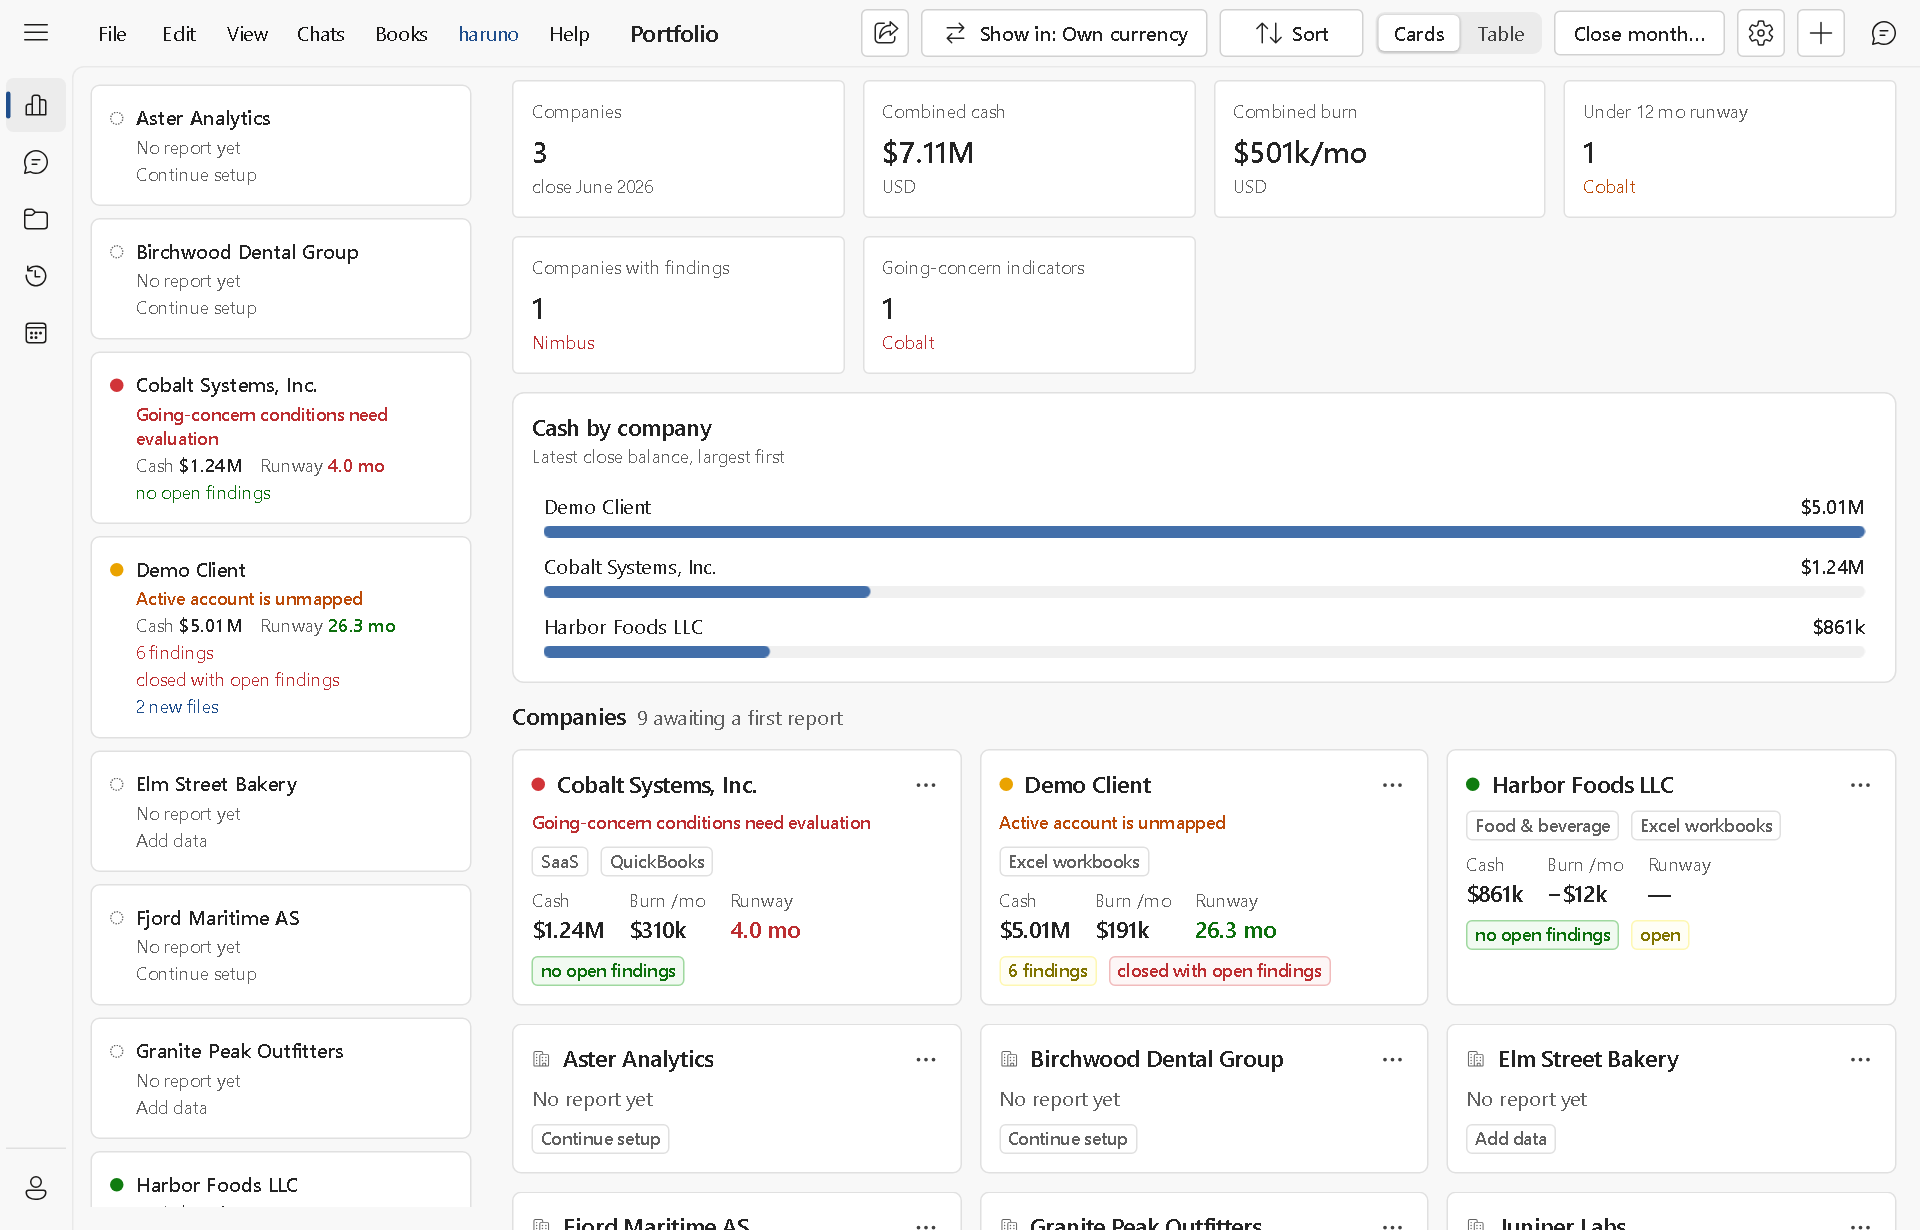 File Edit View Chats Books haruno Help Portfolio Show in: Own currency Sort Cards Table Close month...
Aster Analytics
No report yet
Continue setup
Birchwood Dental Group
No report yet
Continue setup
Cobalt Systems, Inc.
Going-concern conditions need
evaluation
Cash $1.24M Runway 4.0 mo
no open findings
Demo Client
Active account is unmapped
Cash $5.01M Runway 26.3 mo
6 findings
closed with open findings
2 new files
Elm Street Bakery
No report yet
Add data
Fjord Maritime AS
No report yet
Continue setup
Granite Peak Outfitters
No report yet
Add data
Harbor Foods LLC
Companies
3
close June 2026
Combined cash
$7.11M
USD
Combined burn
$501k/mo
USD
Under 12 mo runway
1
Cobalt
Companies with findings
1
Nimbus
Going-concern indicators
1
Cobalt
Cash by company
Latest close balance, largest first
Demo Client $5.01M
Cobalt Systems, Inc. $1.24M
Harbor Foods LLC $861k
Companies 9 awaiting a first report
Cobalt Systems, Inc.
Going-concern conditions need evaluation
SaaS QuickBooks
Cash Burn /mo Runway
$1.24M $310k 4.0 mo
no open findings
Demo Client
Active account is unmapped
Excel workbooks
Cash Burn /mo Runway
$5.01M $191k 26.3 mo
6 findings closed with open findings
Harbor Foods LLC
Food & beverage Excel workbooks
Cash Burn /mo Runway
$861k –$12k —
no open findings open
Aster Analytics
No report yet
Continue setup
Birchwood Dental Group
No report yet
Continue setup
Elm Street Bakery
No report yet
Add data
Fjord Maritime AS
Granite Peak Outfitters
Juniper Labs